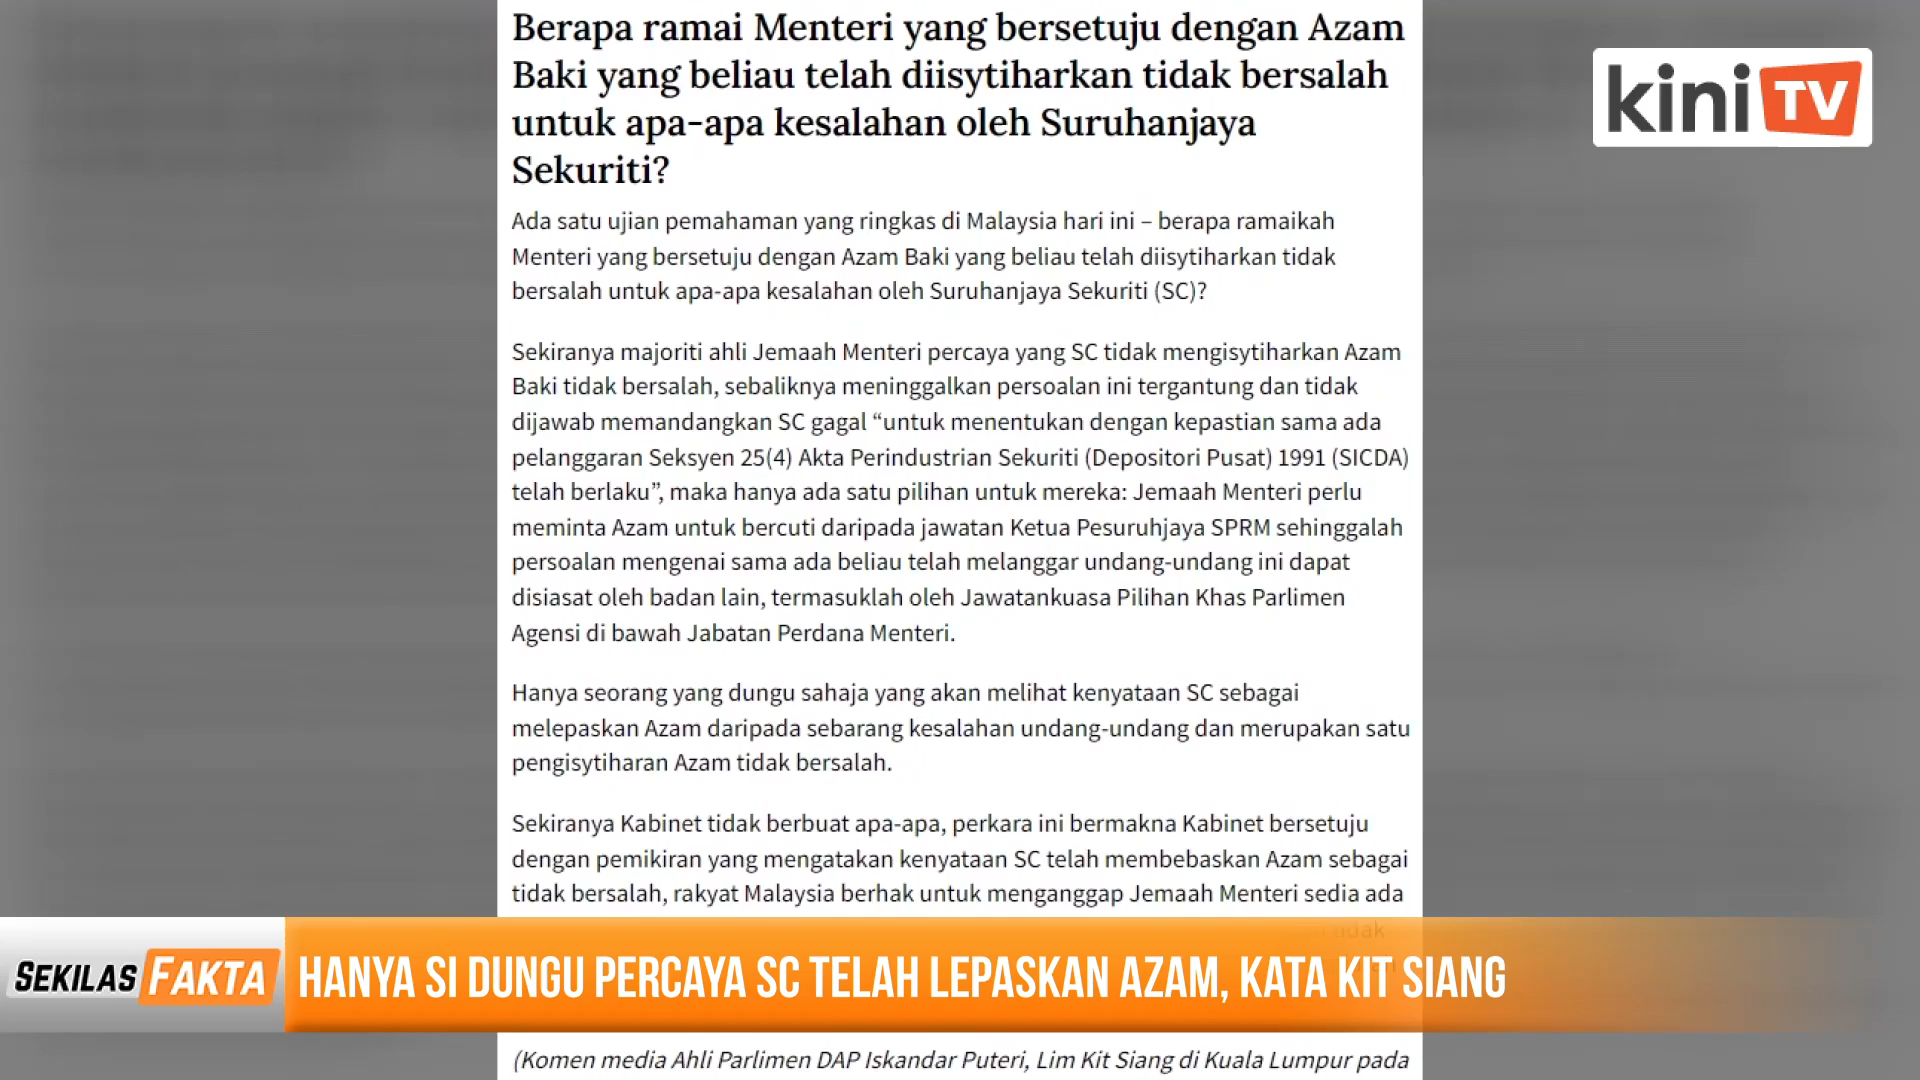 Berapa ramai Menteri yang bersetuju dengan Azam
Baki yang beliau telah diisytiharkan tidak bersalah
untuk apa-apa kesalahan oleh Suruhanjaya
Sekuriti?
kini TV
Ada satu ujian pemahaman yang ringkas di Malaysia hari ini – berapa ramaikah
Menteri yang bersetuju dengan Azam Baki yang beliau telah diisytiharkan tidak
bersalah untuk apa-apa kesalahan oleh Suruhanjaya Sekuriti (SC)?
Sekiranya majoriti ahli Jemaah Menteri percaya yang SC tidak mengisytiharkan Azam
Baki tidak bersalah, sebaliknya meninggalkan persoalan ini tergantung dan tidak
dijawab memandangkan SC gagal “untuk menentukan dengan kepastian sama ada
pelanggaran Seksyen 25(4) Akta Perindustrian Sekuriti (Depositori Pusat) 1991 (SICDA)
telah berlaku”, maka hanya ada satu pilihan untuk mereka: Jemaah Menteri perlu
meminta Azam untuk bercuti daripada jawatan Ketua Pesuruhjaya SPRM sehinggalah
persoalan mengenai sama ada beliau telah melanggar undang-undang ini dapat
disiasat oleh badan lain, termasuklah oleh Jawatankuasa Pilihan Khas Parlimen
Agensi di bawah Jabatan Perdana Menteri.
Hanya seorang yang dungu sahaja yang akan melihat kenyataan SC sebagai
melepaskan Azam daripada sebarang kesalahan undang-undang dan merupakan satu
pengisytiharan Azam tidak bersalah.
Sekiranya Kabinet tidak berbuat apa-apa, perkara ini bermakna Kabinet bersetuju
dengan pemikiran yang mengatakan kenyataan SC telah membebaskan Azam sebagai
tidak bersalah, rakyat Malaysia berhak untuk menganggap Jemaah Menteri sedia ada
tidak
SEKILAS FAKTA
HANYA SI DUNGU PERCAYA SC TELAH LEPASKAN AZAM, KATA KIT SIANG
(Komen media Ahli Parlimen DAP Iskandar Puteri, Lim Kit Siang di Kuala Lumpur pada